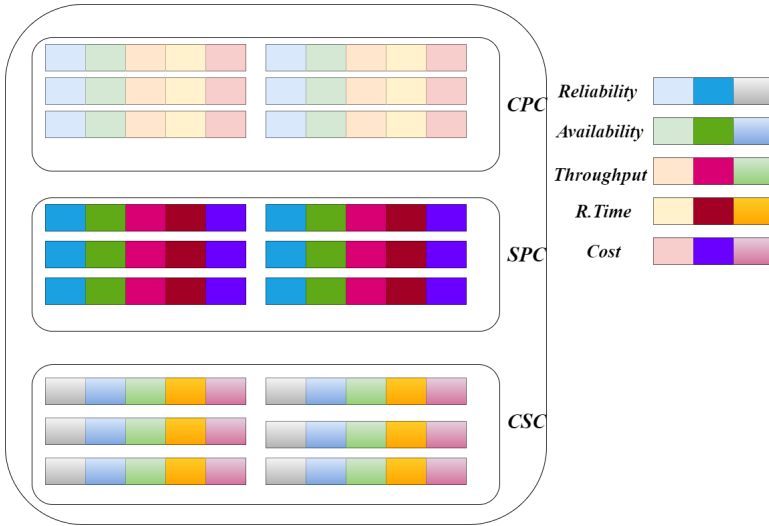 CPC
SPC
CSC
Reliability
Availability
Throughput
R.Time
Cost